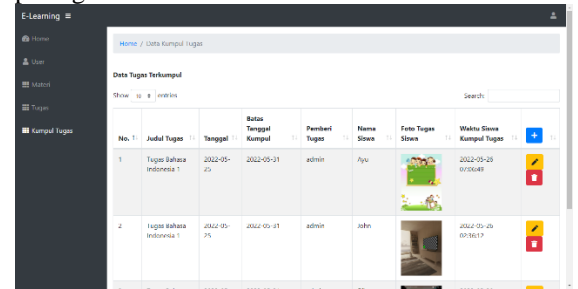 E-Learning
Home
User
Materi
Tugas
Kumpul Tugas
Home / Data Kumpul Tugas
Data Tugas Terkumpul
Show 10 entries
Search:
No. Judul Tugas Tanggal Batas Tanggal Kumpul Pemberi Tugas Nama Siswa Foto Tugas Siswa Waktu Siswa Kumpul Tugas +
1 Tugas Bahasa Indonesia 1 2022-05-25 2022-05-31 admin Ayu 2022-05-26 07:06:48
2 Tugas Bahasa Indonesia 1 2022-05-25 2022-05-31 admin John 2022-05-26 02:36:12